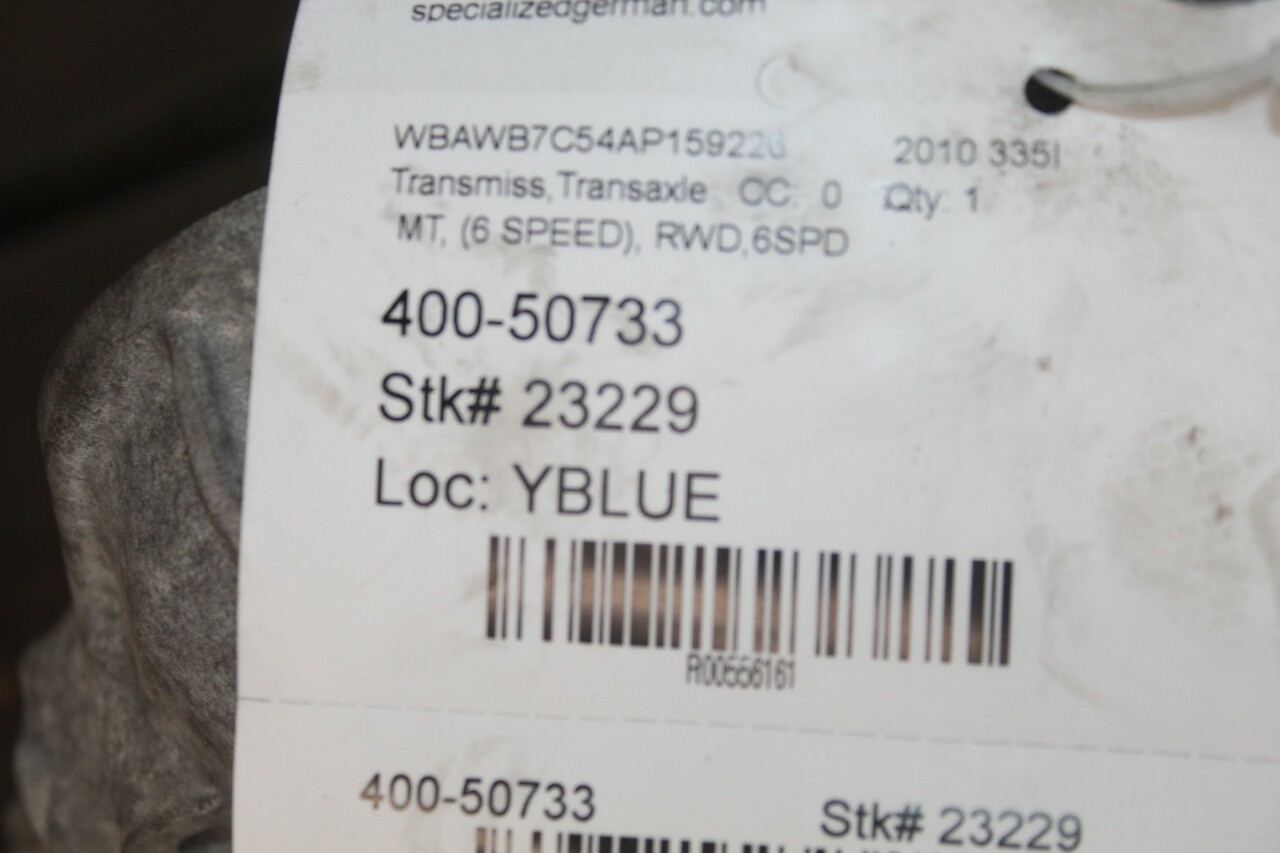 specializedgerman.com
WBAWB7C54AP159226 2010 335I
Transmiss,Transaxle CC: 0 Qty: 1
MT, (6 SPEED), RWD,6SPD
400-50733
Stk# 23229
Loc: YBLUE
R00556161
400-50733 Stk# 23229